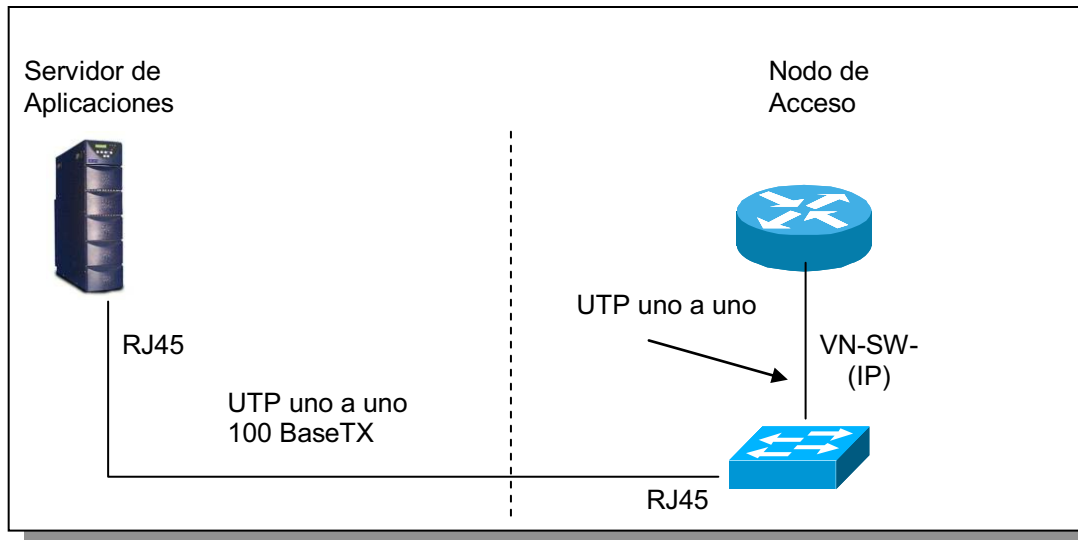 Servidor de
Aplicaciones
Nodo de
Acceso
UTP uno a uno
RJ45
VN-SW-
(IP)
UTP uno a uno
100 BaseTX
RJ45